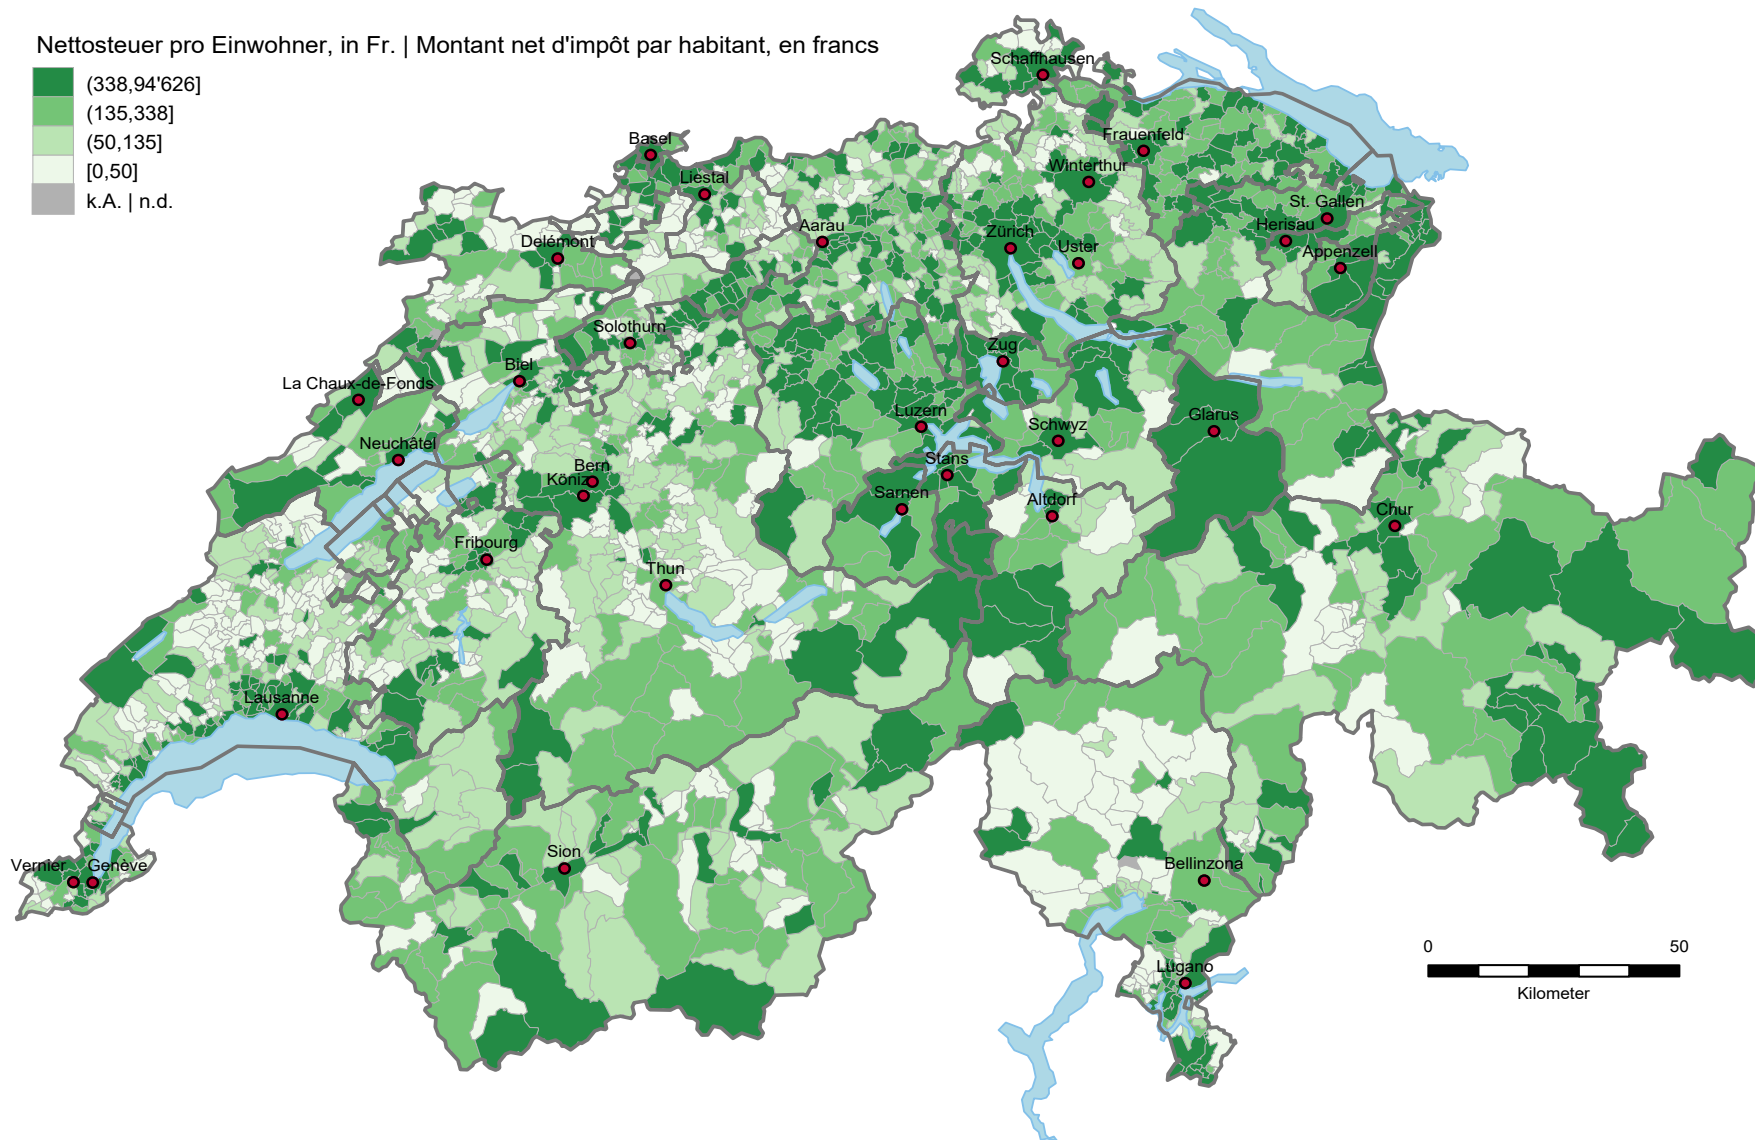 Nettosteuer pro Einwohner, in Fr. | Montant net d'impôt par habitant, en francs
(338,94'626]
(135,338]
(50,135]
[0,50]
k.A. | n.d.
Schaffhausen
Basel
Frauenfeld
Winterthur
Liestal
St. Gallen
Herisau
Aarau
Zürich
Uster
Delémont
Appenzell
Solothurn
Zug
Biel
La Chaux-de-Fonds
Luzern
Glarus
Schwyz
Neuchâtel
Stans
Bern
Köniz
Sarnen
Altdorf
Chur
Fribourg
Thun
Lausanne
Sion
Vernier
Genève
Bellinzona
Lugano
0 50
Kilometer